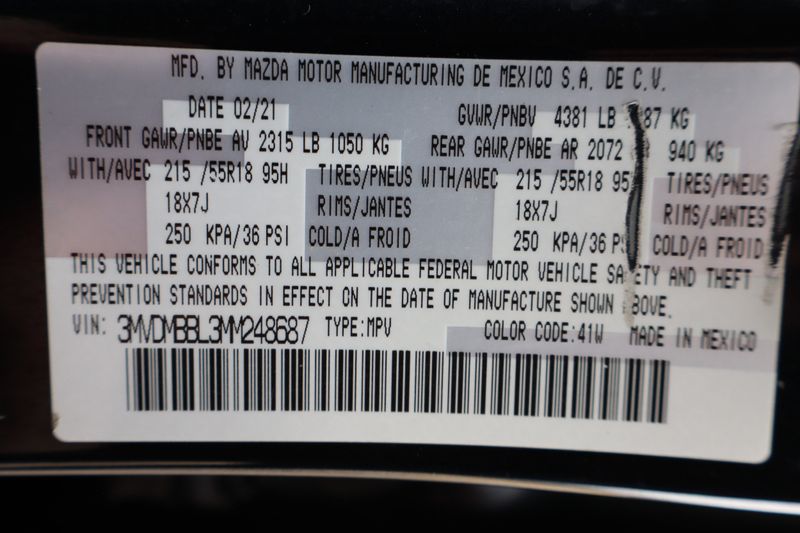 MFD. BY MAZDA MOTOR MANUFACTURING DE MEXICO S.A. DE C.V.
DATE 02/21 GVWR/PNBV 4381 LB 87 KG
FRONT GAWR/PNBE AV 2315 LB 1050 KG REAR GAWR/PNBE AR 2072 940 KG
WITH/AVEC 215 /55R18 95H TIRES/PNEUS WITH/AVEC 215 /55R18 95 TIRES/PNEUS
18X7J RIMS/JANTES 18X7J RIMS/JANTES
250 KPA/36 PSI COLD/A FROID 250 KPA/36 COLD/A FROID
THIS VEHICLE CONFORMS TO ALL APPLICABLE FEDERAL MOTOR VEHICLE SAFETY AND THEFT
PREVENTION STANDARDS IN EFFECT ON THE DATE OF MANUFACTURE SHOWN ABOVE.
VIN: 3MVDMBBL3MM248687 TYPE:MPV COLOR CODE:41W MADE IN MEXICO